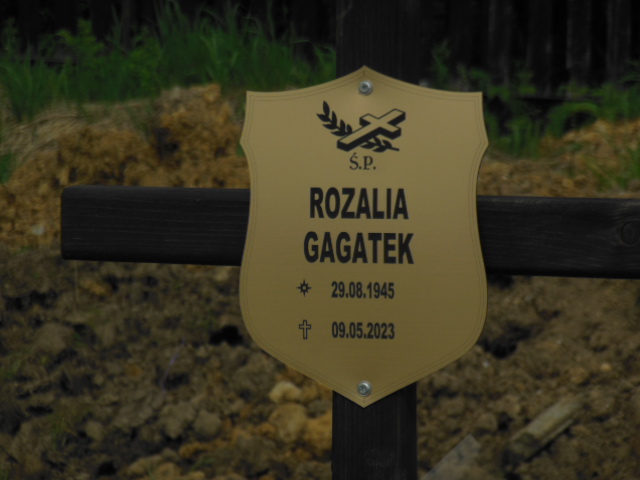 Ś.P.
ROZALIA
GAGATEK
29.08.1945
09.05.2023